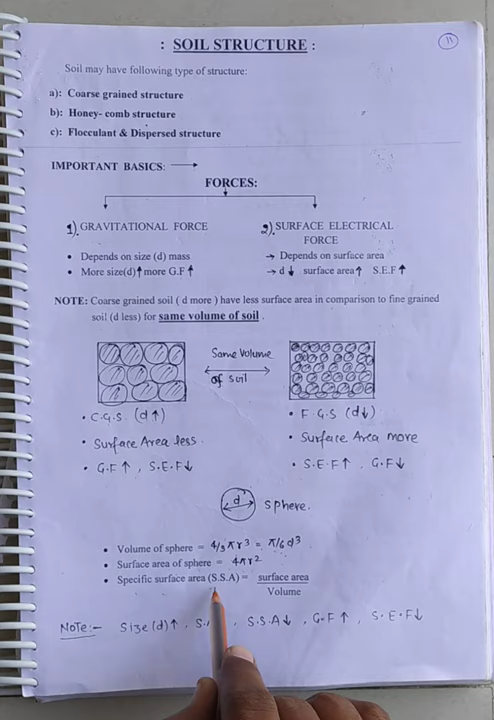 11
: SOIL STRUCTURE :
Soil may have following type of structure:
a): Coarse grained structure
b): Honey- comb structure
c): Flocculant & Dispersed structure
IMPORTANT BASICS: →
FORCES:
1). GRAVITATIONAL FORCE
• Depends on size (d) mass
• More size(d)↑ more G.F ↑
2). SURFACE ELECTRICAL
FORCE
→ Depends on surface area
→ d ↓ surface area↑ S.E.F ↑
NOTE: Coarse grained soil ( d more ) have less surface area in comparison to fine grained
soil (d less) for same volume of soil .
Same Volume
of soil
• C.G.S (d↑)
• Surface Area less.
• G.F ↑ , S.E.F↓
• F.G.S (d↓)
• Surface Area more
• S.E.F↑ , G.F↓
d
sphere.
• Volume of sphere = 4/3 πr³ = π/6 d³
• Surface area of sphere = 4πr²
• Specific surface area (S.S.A) = surface area
Volume
Note:- Size(d)↑ , S. , S.S.A↓ , G.F↑ , S.E.F↓